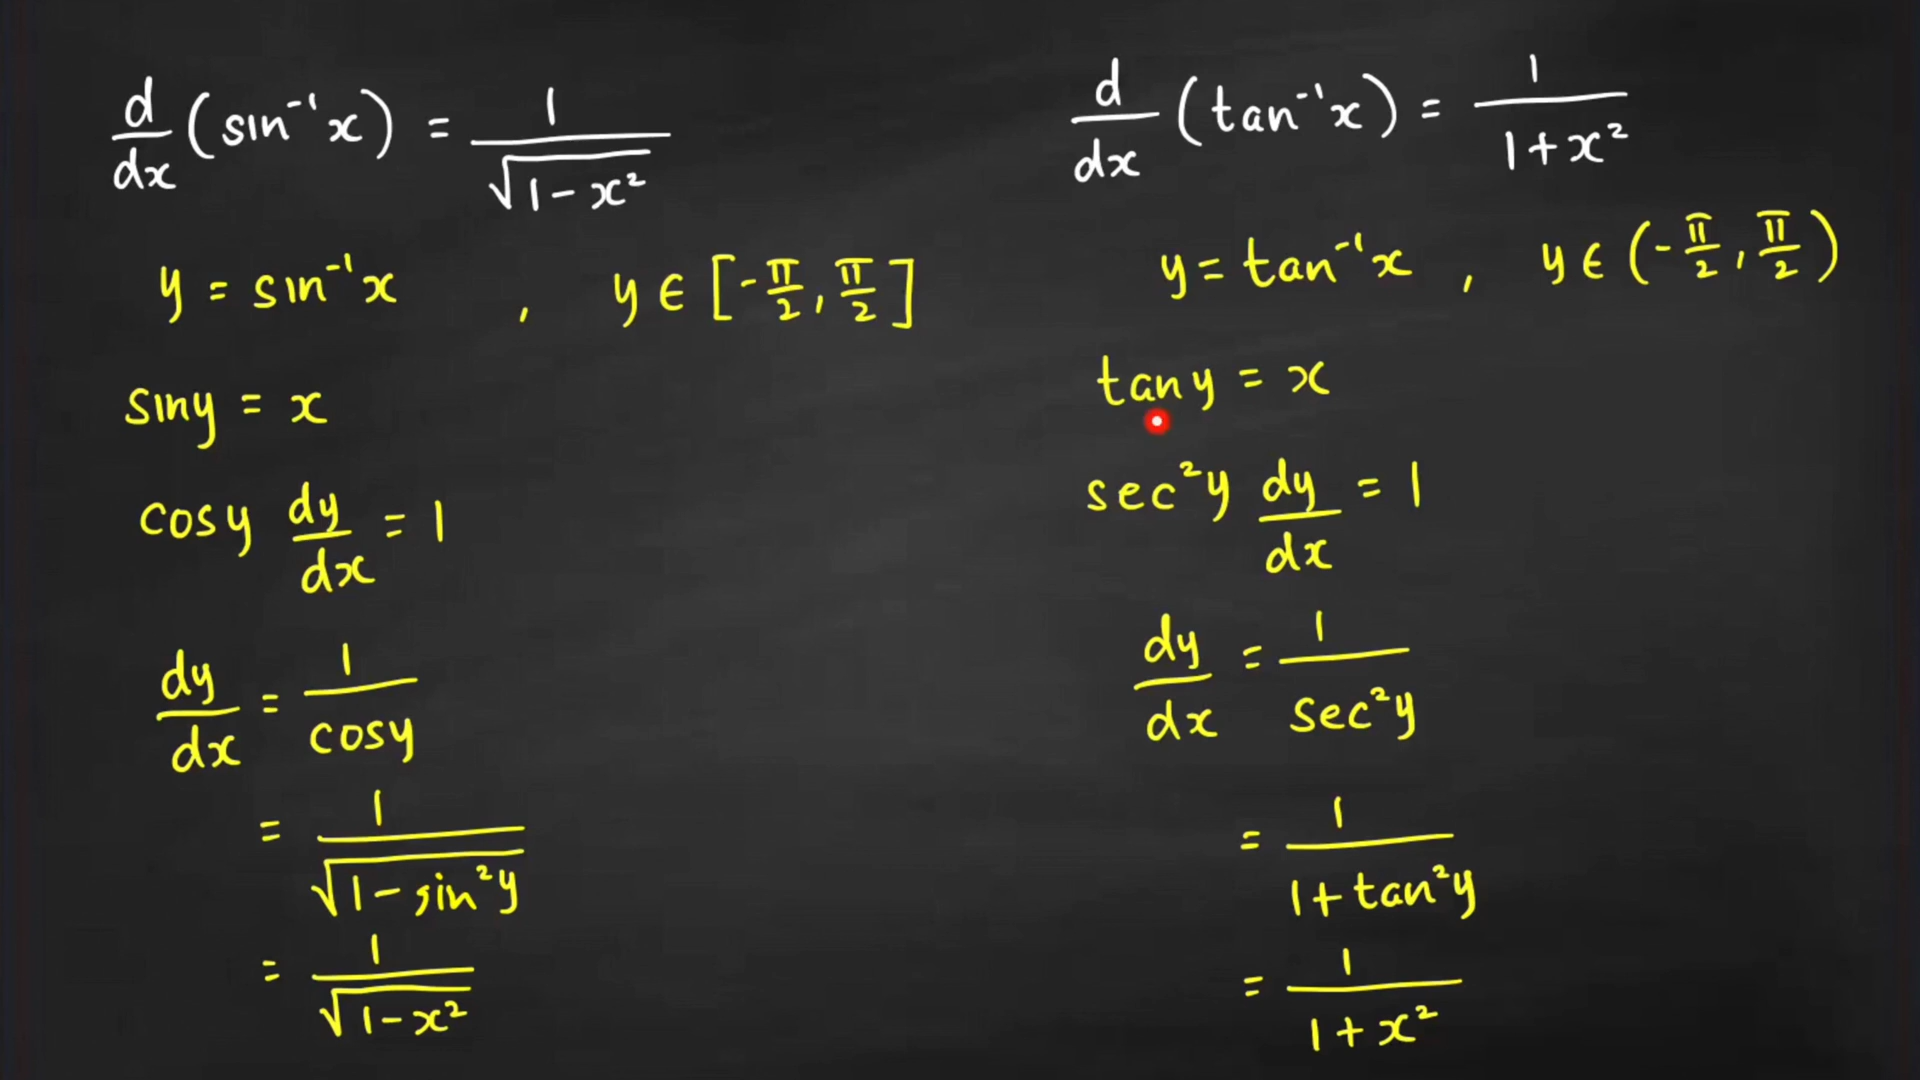 d/dx (sin⁻¹x) = 1/√(1-x²)
y = sin⁻¹x , y ∈ [-π/2, π/2]
siny = x
cosy dy/dx = 1
dy/dx = 1/cosy
= 1/√(1-sin²y)
= 1/√(1-x²)
d/dx (tan⁻¹x) = 1/(1+x²)
y = tan⁻¹x , y ∈ (-π/2, π/2)
tany = x
sec²y dy/dx = 1
dy/dx = 1/sec²y
= 1/(1+tan²y)
= 1/(1+x²)